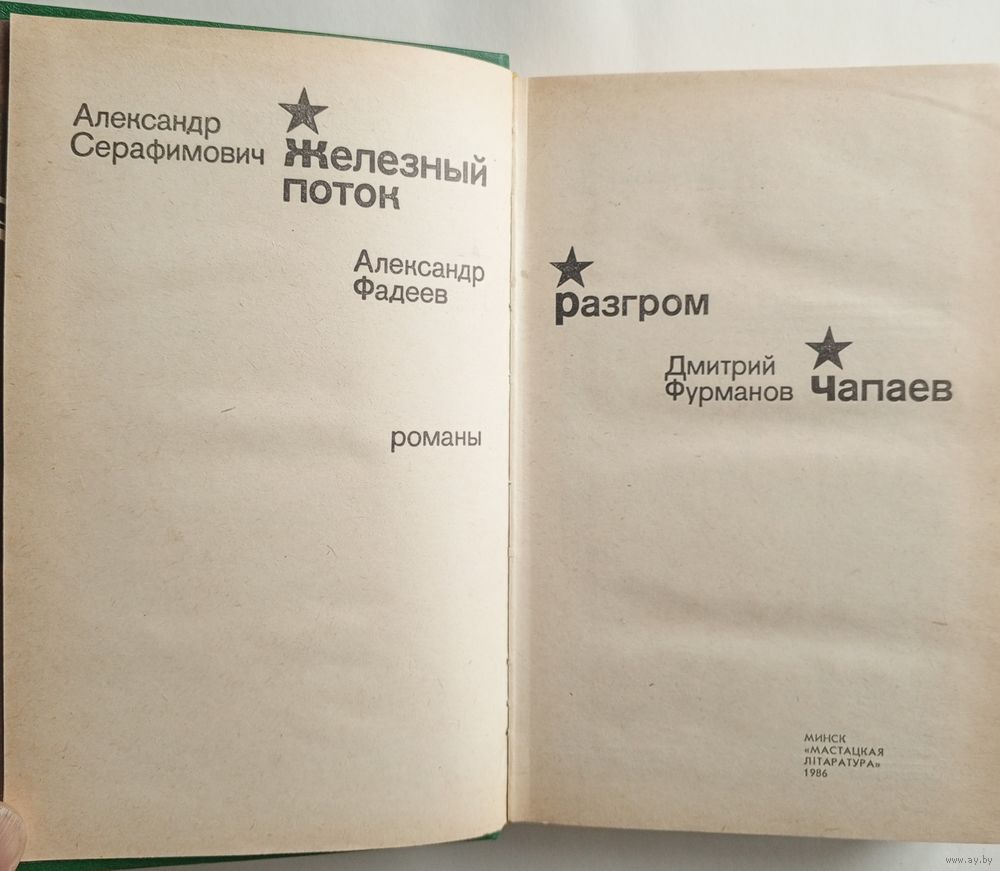 Александр
Серафимович
Железный
поток
Александр
Фадеев
романы
разгром
Дмитрий
Фурманов
Чапаев
МИНСК
«МАСТАЦКАЯ
ЛІТАРАТУРА»
1986
www.ay.by